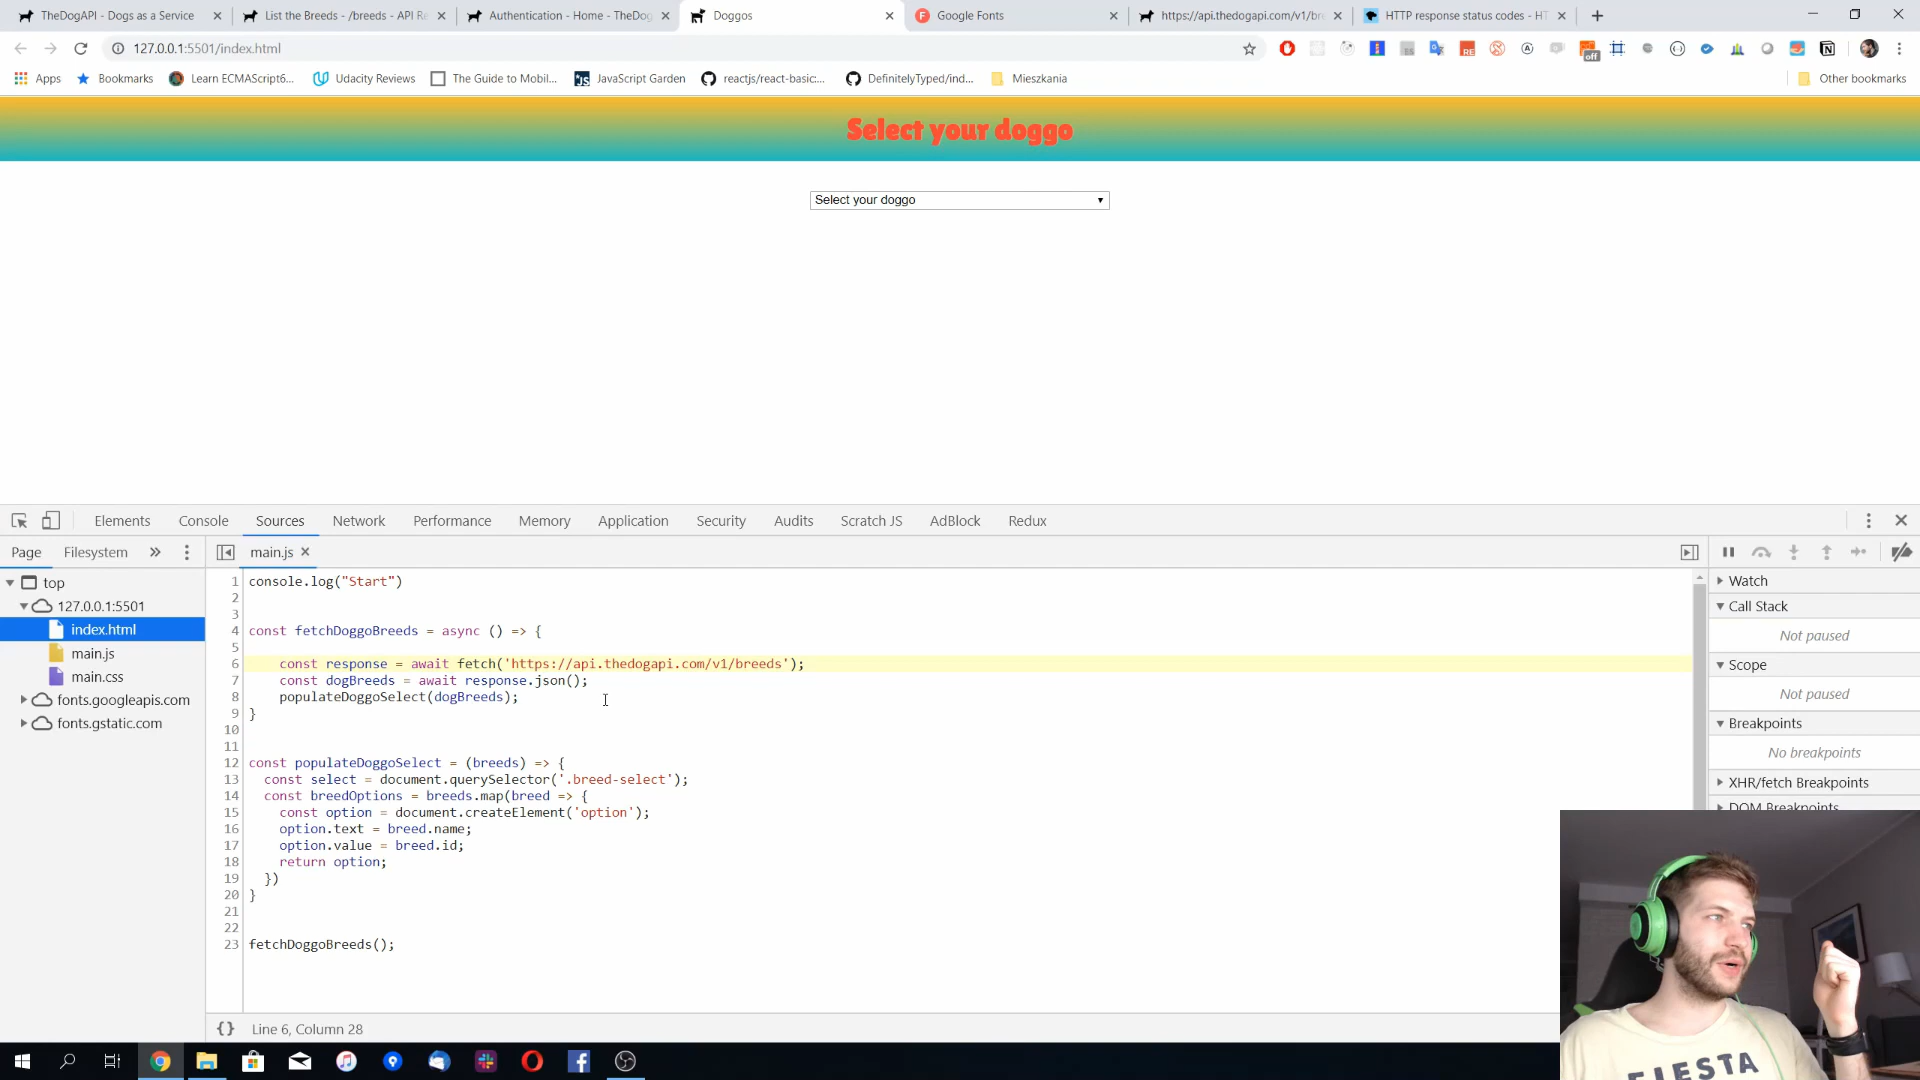 TheDogAPI - Dogs as a Service
List the Breeds - /breeds - API Re
Authentication - Home - TheDog
Doggos
Google Fonts
https://api.thedogapi.com/v1/bre
HTTP response status codes - HT
127.0.0.1:5501/index.html
Apps
Bookmarks
Learn ECMAScript6...
Udacity Reviews
The Guide to Mobil...
JavaScript Garden
reactjs/react-basic:...
DefinitelyTyped/ind...
Mieszkania
Other bookmarks
Select your doggo
Select your doggo
Elements
Console
Sources
Network
Performance
Memory
Application
Security
Audits
Scratch JS
AdBlock
Redux
Page
Filesystem
main.js
top
127.0.0.1:5501
index.html
main.js
main.css
fonts.googleapis.com
fonts.gstatic.com
1 console.log("Start")
2
3
4 const fetchDoggoBreeds = async () => {
5
6 const response = await fetch('https://api.thedogapi.com/v1/breeds');
7 const dogBreeds = await response.json();
8 populateDoggoSelect(dogBreeds);
9 }
10
11
12 const populateDoggoSelect = (breeds) => {
13 const select = document.querySelector('.breed-select');
14 const breedOptions = breeds.map(breed => {
15 const option = document.createElement('option');
16 option.text = breed.name;
17 option.value = breed.id;
18 return option;
19 })
20 }
21
22
23 fetchDoggoBreeds();
{} Line 6, Column 28
Watch
Call Stack
Not paused
Scope
Not paused
Breakpoints
No breakpoints
XHR/fetch Breakpoints
DOM Breakpoints
off